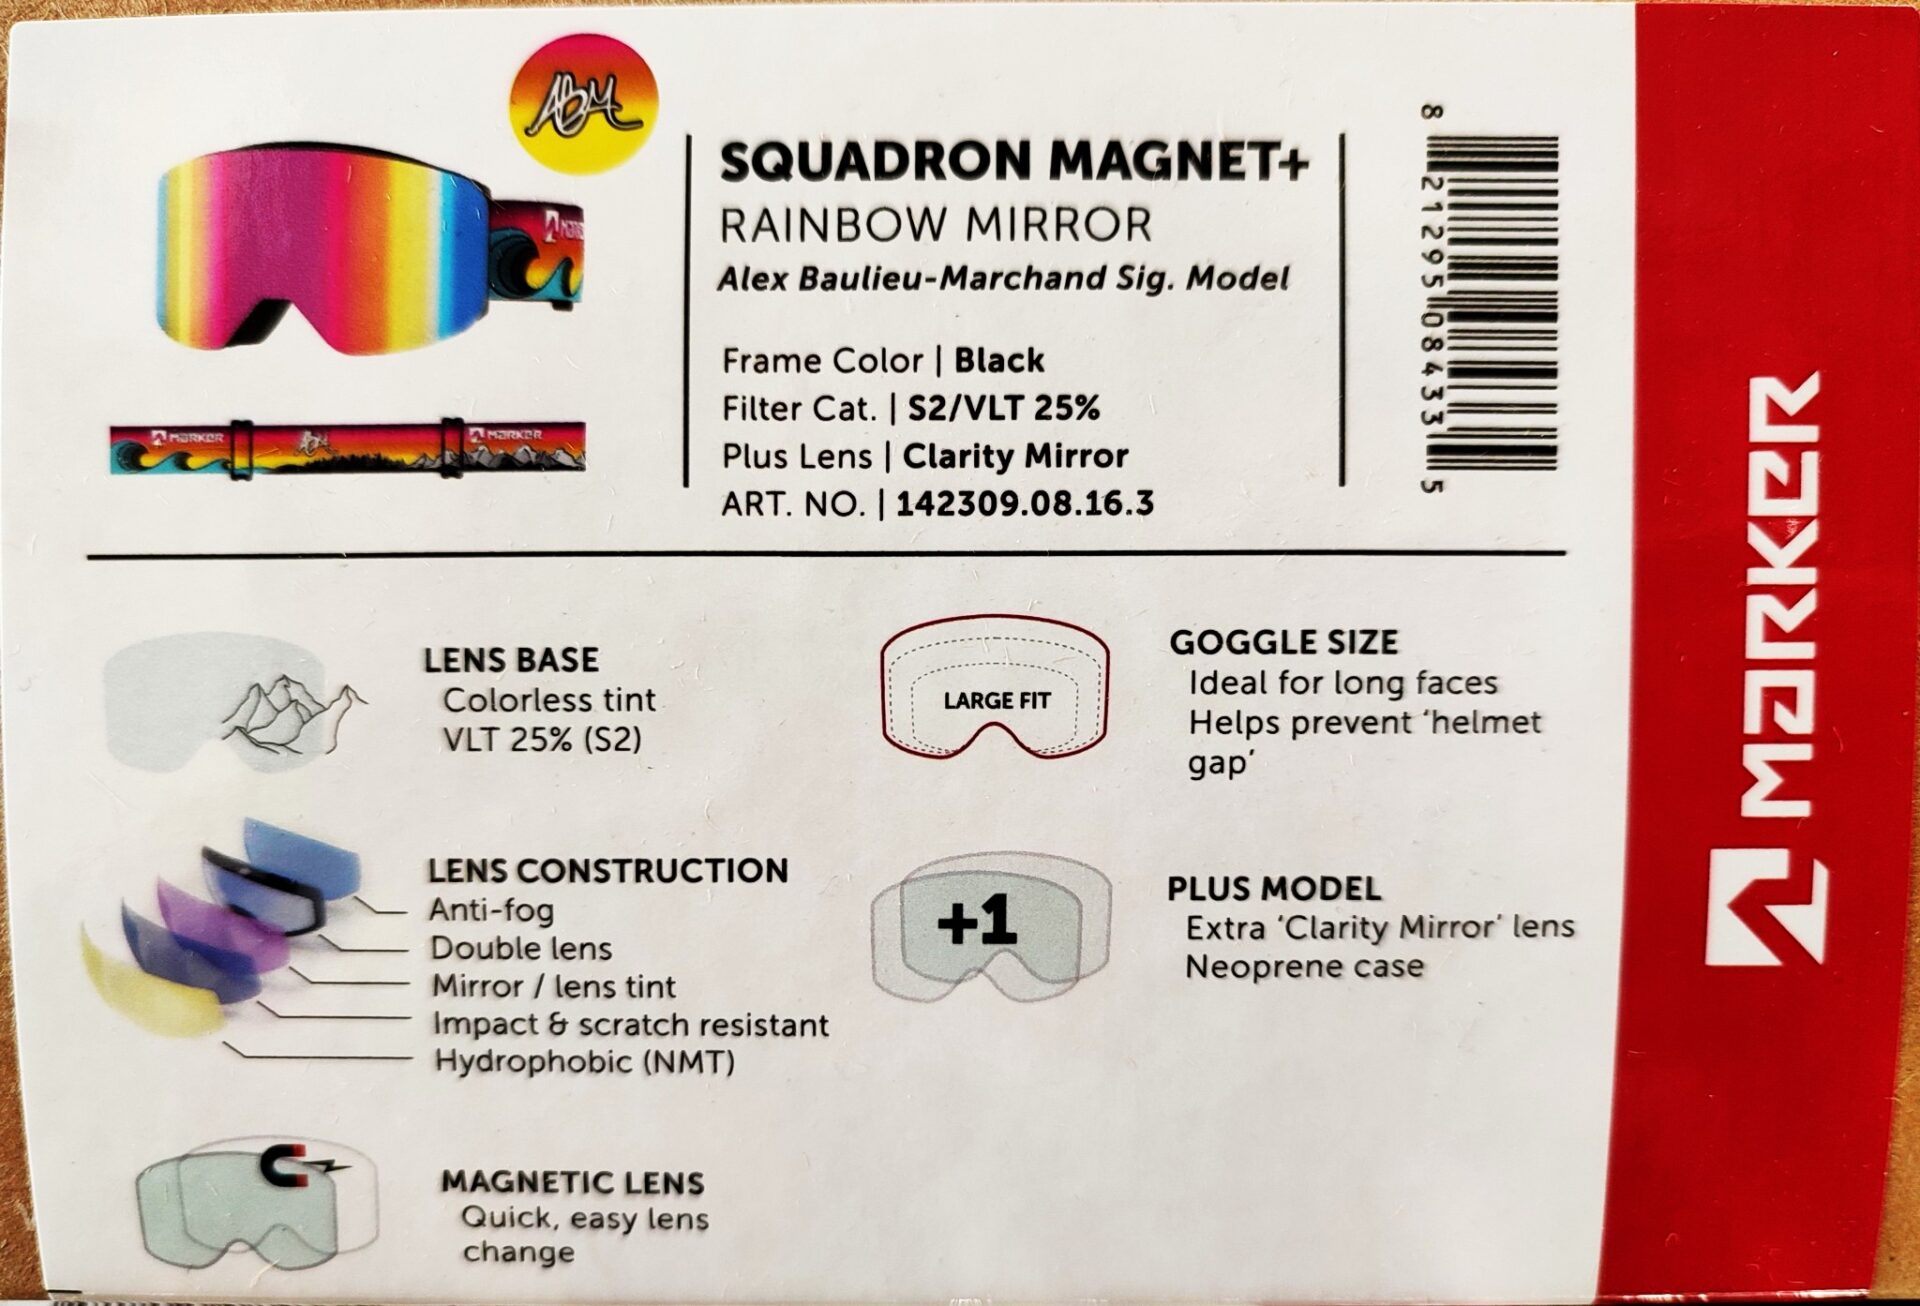 ABM
SQUADRON MAGNET+
RAINBOW MIRROR
Alex Baulieu-Marchand Sig. Model
Frame Color | Black
Filter Cat. | S2/VLT 25%
Plus Lens | Clarity Mirror
ART. NO. | 142309.08.16.3
8 21295 08433 5
MARKER
MARKER
ABM
MARKER
LENS BASE
Colorless tint
VLT 25% (S2)
LARGE FIT
GOGGLE SIZE
Ideal for long faces
Helps prevent ‘helmet
gap’
LENS CONSTRUCTION
Anti-fog
Double lens
Mirror / lens tint
Impact & scratch resistant
Hydrophobic (NMT)
+1
PLUS MODEL
Extra ‘Clarity Mirror’ lens
Neoprene case
MAGNETIC LENS
Quick, easy lens
change